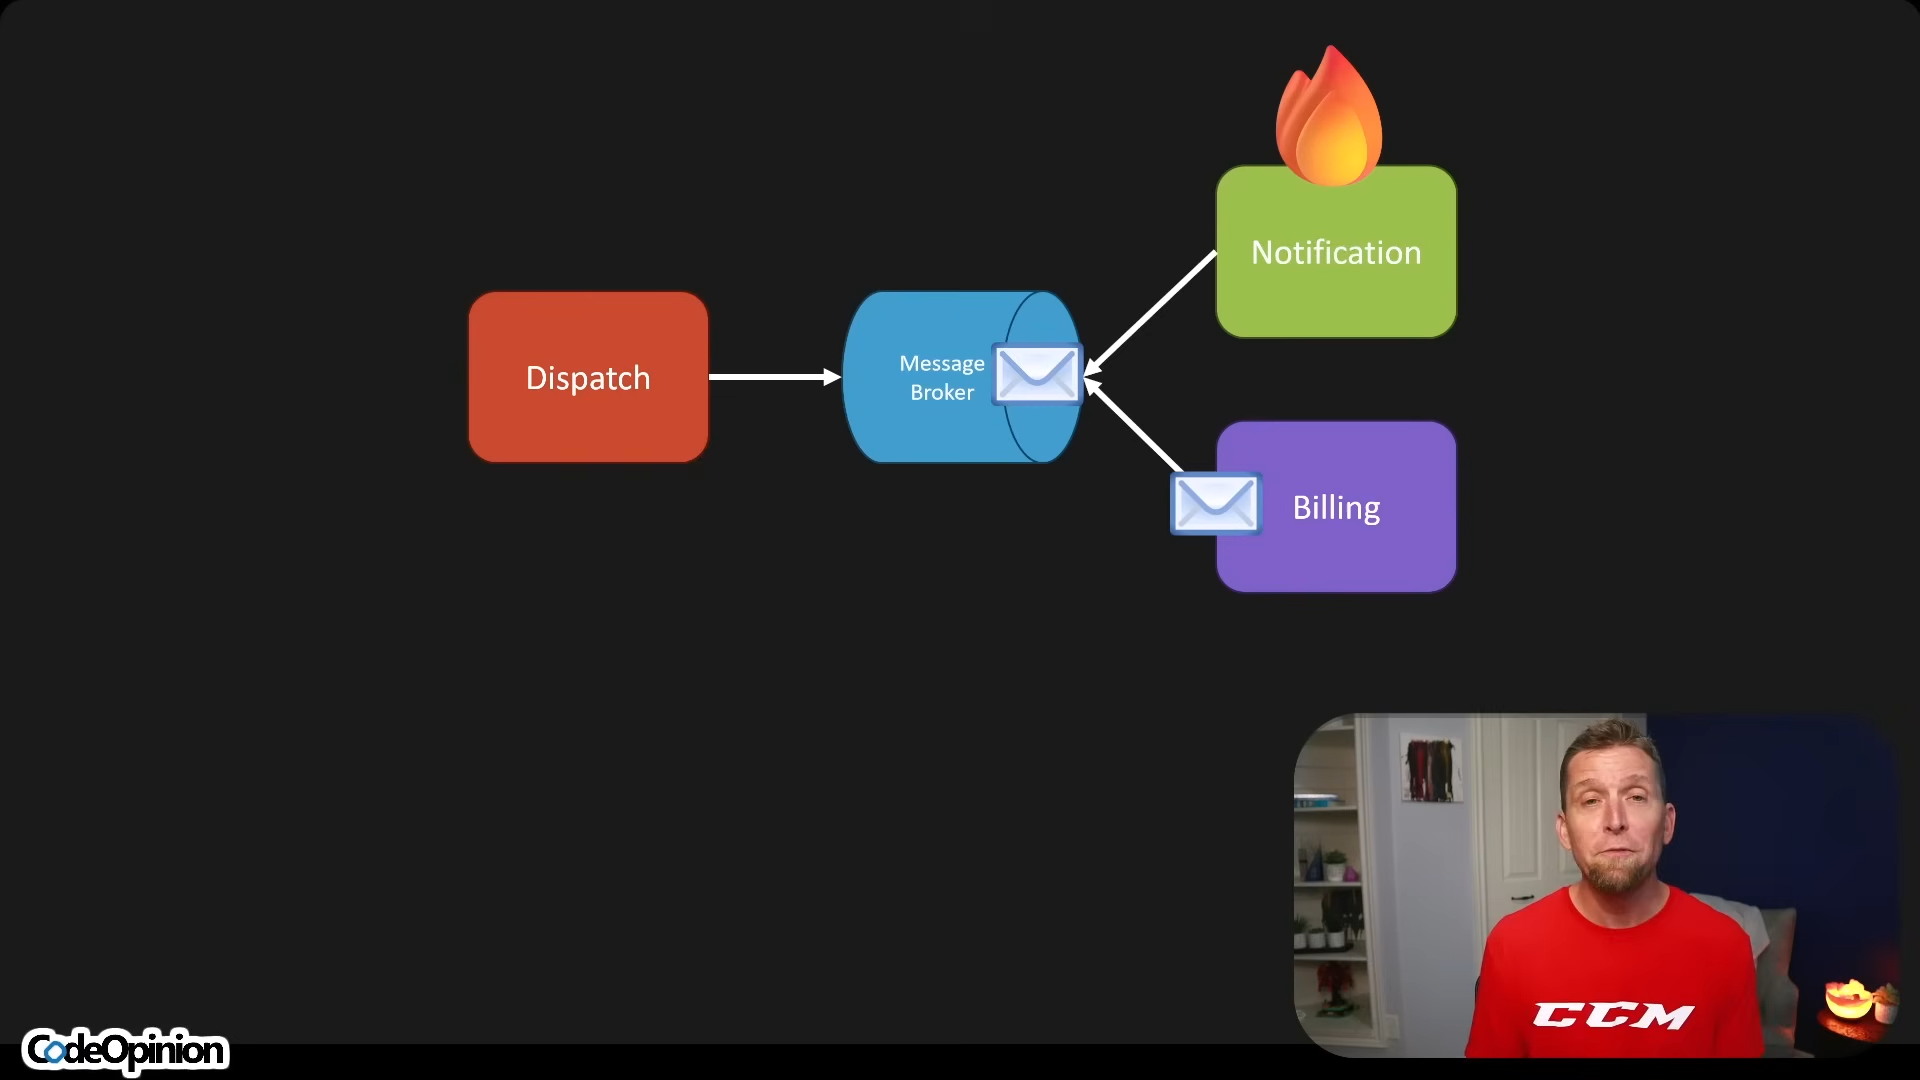 Notification
Dispatch
Message
Broker
Billing
CCM
CodeOpinion